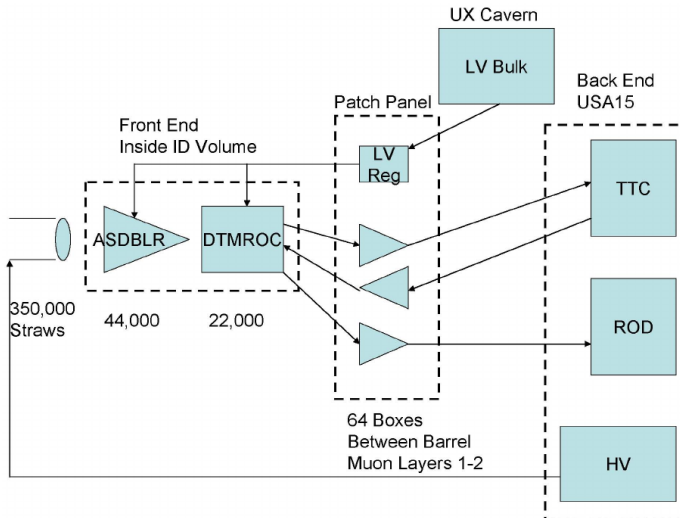 UX Cavern
LV Bulk
Back End
USA15
Patch Panel
Front End
Inside ID Volume
LV
Reg
TTC
ASDBLR
DTMROC
350,000
Straws
44,000
22,000
ROD
64 Boxes
Between Barrel
Muon Layers 1-2
HV